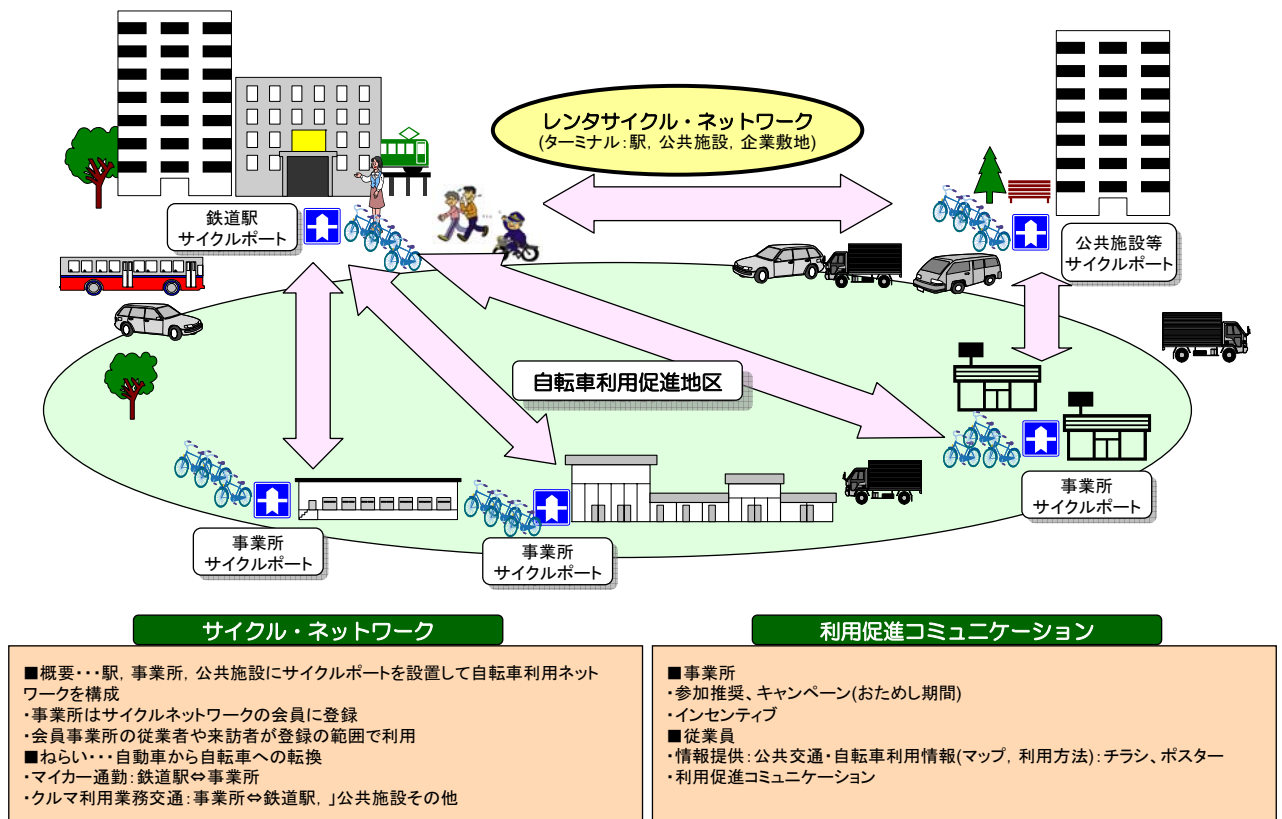 レンタサイクル・ネットワーク
(ターミナル：駅，公共施設，企業敷地)
鉄道駅
サイクルポート
公共施設等
サイクルポート
自転車利用促進地区
事業所
サイクルポート
事業所
サイクルポート
事業所
サイクルポート
サイクル・ネットワーク
■概要・・・駅，事業所，公共施設にサイクルポートを設置して自転車利用ネット
ワークを構成
・事業所はサイクルネットワークの会員に登録
・会員事業所の従業者や来訪者が登録の範囲で利用
■ねらい・・・自動車から自転車への転換
・マイカー通勤：鉄道駅⇔事業所
・クルマ利用業務交通：事業所⇔鉄道駅，」公共施設その他
利用促進コミュニケーション
■事業所
・参加推奨、キャンペーン(おためし期間)
・インセンティブ
■従業員
・情報提供：公共交通・自転車利用情報(マップ，利用方法)：チラシ、ポスター
・利用促進コミュニケーション